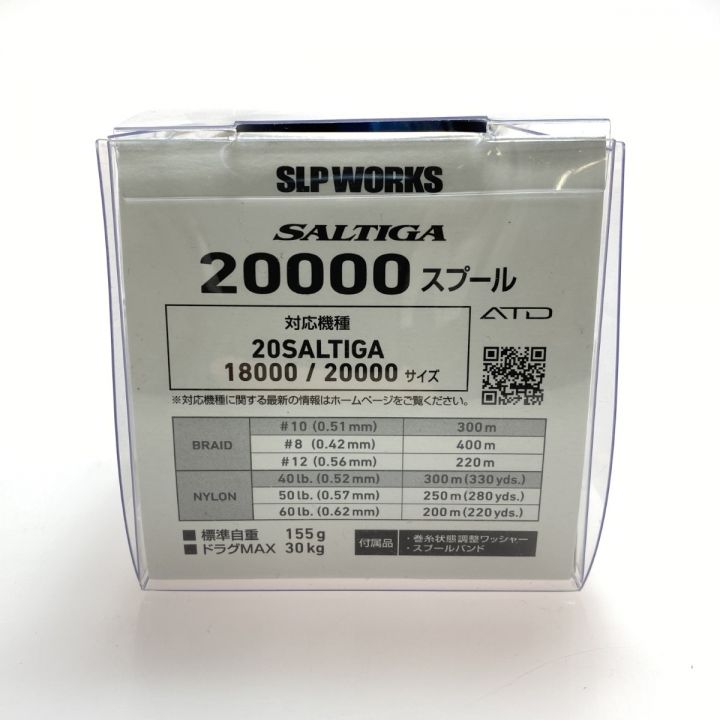 SLP WORKS
SALTIGA
20000 スプール
ATD
対応機種
20SALTIGA
18000 / 20000 サイズ
※対応機種に関する最新の情報はホームページをご覧ください。
BRAID
#10 (0.51mm) 300m
#8 (0.42mm) 400m
#12 (0.56mm) 220m
NYLON
40lb. (0.52mm) 300m(330yds.)
50lb. (0.57mm) 250m(280yds.)
60lb. (0.62mm) 200m(220yds.)
■ 標準自重 155g
■ ドラグMAX 30kg
付属品
・巻糸状態調整ワッシャー
・スプールバンド